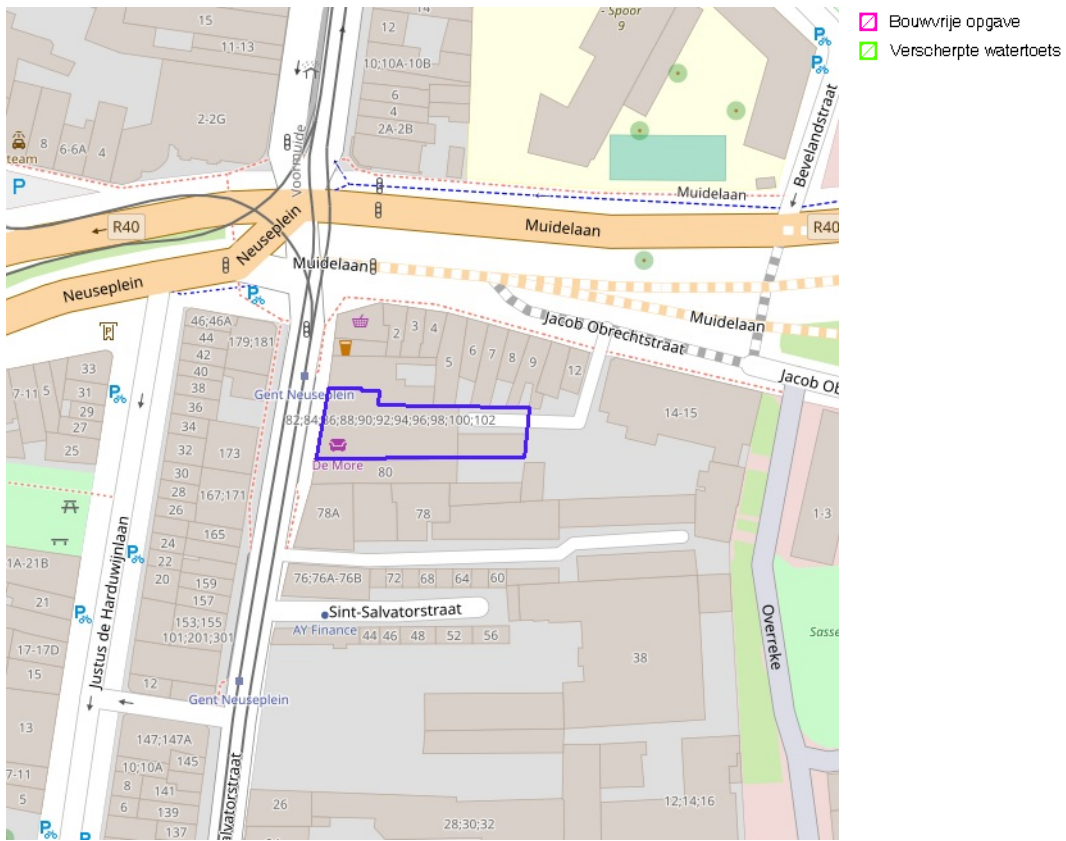 Bouwvrije opgave
Verscherpte watertoets
15
11-13
2-2G
8
6-6A
4
team
P
12
14
10;10A-10B
6
4
2A-2B
- Spoor
9
Bevelandstraat
Voormuide
Muidelaan
R40
Neuseplein
Muidelaan
R40
Neuseplein
Muidelaan
Muidelaan
Jacob Obrechtstraat
Jacob Ob
46;46A
44
179;181
42
40
38
36
34
32
173
30
28
167;171
26
165
24
22
20
159
157
153;155
101;201;301
12
33
7-11
5
31
29
27
25
2
3
4
5
6
7
8
9
12
14-15
Gent Neuseplein
82;84;86;88;90;92;94;96;98;100;102
De More
80
78A
78
1-3
76;76A-76B
72
68
64
60
Sint-Salvatorstraat
AY Finance
44
46
48
52
56
38
Overreke
Sasse
Justus de Harduwijnlaan
1A-21B
21
17-17D
15
13
7-11
5
Gent Neuseplein
147;147A
145
10;10A
8
141
6
139
137
alvatorstraat
26
28;30;32
12;14;16